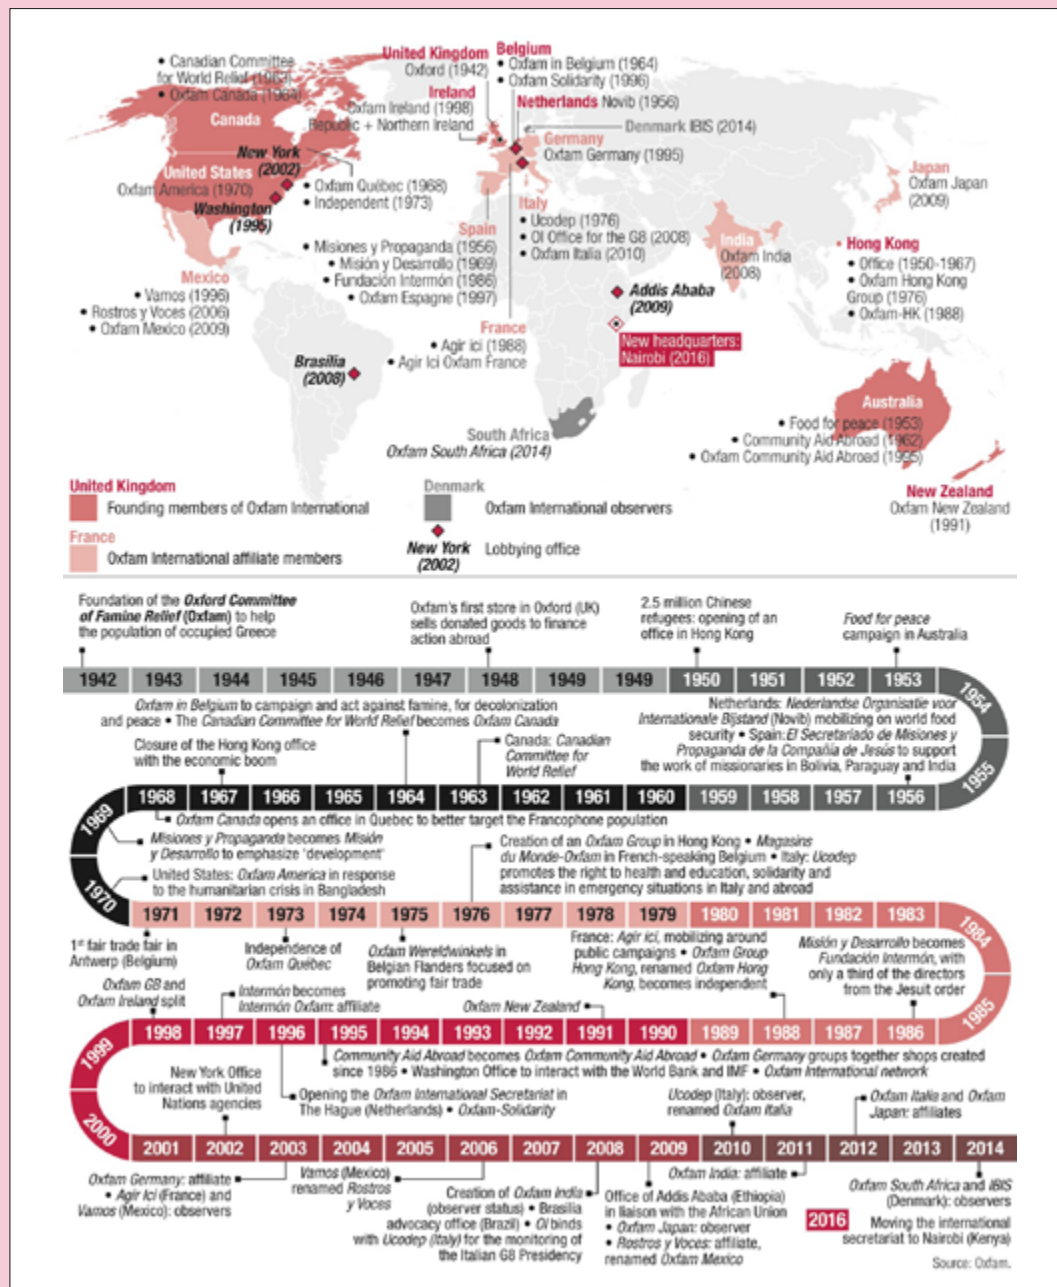 • Canadian Committee
for World Relief (1963)
• Oxfam Canada (1964)
Canada
United Kingdom
Oxford (1942)
Ireland
Oxfam Ireland (1998)
Republic + Northern Ireland
Belgium
• Oxfam in Belgium (1964)
• Oxfam Solidarity (1996)
Netherlands Novib (1956)
Denmark IBIS (2014)
Germany
Oxfam Germany (1995)
New York
(2002)
United States
Oxfam America (1970)
Washington
(1995)
• Oxfam Québec (1968)
• Independent (1973)
Japan
Oxfam Japan
(2009)
Italy
• Ucodep (1976)
• OI Office for the G8 (2008)
• Oxfam Italia (2010)
Spain
• Misiones y Propaganda (1956)
• Misión y Desarrollo (1969)
• Fundación Intermón (1986)
• Oxfam Espagne (1997)
India
Oxfam India
(2008)
Hong Kong
• Office (1950-1967)
• Oxfam Hong Kong
Group (1976)
• Oxfam-HK (1988)
Mexico
• Vamos (1996)
• Rostros y Voces (2006)
• Oxfam Mexico (2009)
Addis Ababa
(2009)
France
• Agir ici (1988)
• Agir Ici Oxfam France
New headquarters:
Nairobi (2016)
Brasília
(2008)
Australia
• Food for peace (1953)
• Community Aid Abroad (1962)
• Oxfam Community Aid Abroad (1995)
South Africa
Oxfam South Africa (2014)
New Zealand
Oxfam New Zealand
(1991)
United Kingdom
Founding members of Oxfam International
France
Oxfam International affiliate members
Denmark
Oxfam International observers
New York
(2002)
Lobbying office
Foundation of the Oxford Committee
of Famine Relief (Oxfam) to help
the population of occupied Greece
Oxfam's first store in Oxford (UK)
sells donated goods to finance
action abroad
2.5 million Chinese
refugees: opening of an
office in Hong Kong
Food for peace
campaign in Australia
1942 1943 1944 1945 1946 1947 1948 1949 1949 1950 1951 1952 1953
1954
1955
Oxfam in Belgium to campaign and act against famine, for decolonization
and peace • The Canadian Committee for World Relief becomes Oxfam Canada
Netherlands: Nederlandse Organisatie voor
Internationale Bijstand (Novib) mobilizing on world food
security • Spain: El Secretariado de Misiones y
Propaganda de la Compañía de Jesús to support
the work of missionaries in Bolivia, Paraguay and India
Closure of the Hong Kong office
with the economic boom
• Canada: Canadian
Committee for
World Relief
1968 1967 1966 1965 1964 1963 1962 1961 1960 1959 1958 1957 1956
1969
1970
Oxfam Canada opens an office in Quebec to better target the Francophone population
Misiones y Propaganda becomes Misión
y Desarrollo to emphasize 'development'
United States: Oxfam America in response
to the humanitarian crisis in Bangladesh
Creation of an Oxfam Group in Hong Kong • Magasins
du Monde-Oxfam in French-speaking Belgium • Italy: Ucodep
promotes the right to health and education, solidarity and
assistance in emergency situations in Italy and abroad
1971 1972 1973 1974 1975 1976 1977 1978 1979 1980 1981 1982 1983
1984
1985
1st fair trade fair in
Antwerp (Belgium)
Independence of
Oxfam Québec
Oxfam Wereldwinkels in
Belgian Flanders focused on
promoting fair trade
France: Agir ici, mobilizing around
public campaigns • Oxfam Group
Hong Kong, renamed Oxfam Hong
Kong, becomes independent
Misión y Desarrollo becomes
Fundación Intermón, with
only a third of the directors
from the Jesuit order
Oxfam GB and
Oxfam Ireland split
Intermón becomes
Intermón Oxfam: affiliate
Oxfam New Zealand
1998 1997 1996 1995 1994 1993 1992 1991 1990 1989 1988 1987 1986
1999
2000
Community Aid Abroad becomes Oxfam Community Aid Abroad • Oxfam Germany groups together shops created
since 1986 • Washington Office to interact with the World Bank and IMF • Oxfam International network
New York Office
to interact with United
Nations agencies
Opening the Oxfam International Secretariat in
The Hague (Netherlands) • Oxfam-Solidarity
Ucodep (Italy): observer,
renamed Oxfam Italia
Oxfam Italia and Oxfam
Japan: affiliates
2001 2002 2003 2004 2005 2006 2007 2008 2009 2010 2011 2012 2013 2014
Oxfam Germany: affiliate
• Agir Ici (France) and
Vamos (Mexico): observers
Vamos (Mexico)
renamed Rostros
y Voces
Creation of Oxfam India
(observer status) • Brasilia
advocacy office (Brazil) • OI binds
with Ucodep (Italy) for the monitoring of
the Italian G8 Presidency
Oxfam India: affiliate
Office of Addis Ababa (Ethiopia)
in liaison with the African Union
• Oxfam Japan: observer
• Rostros y Voces: affiliate,
renamed Oxfam Mexico
Oxfam South Africa and IBIS
(Denmark): observers
2016
Moving the international
secretariat to Nairobi (Kenya)
Source: Oxfam.